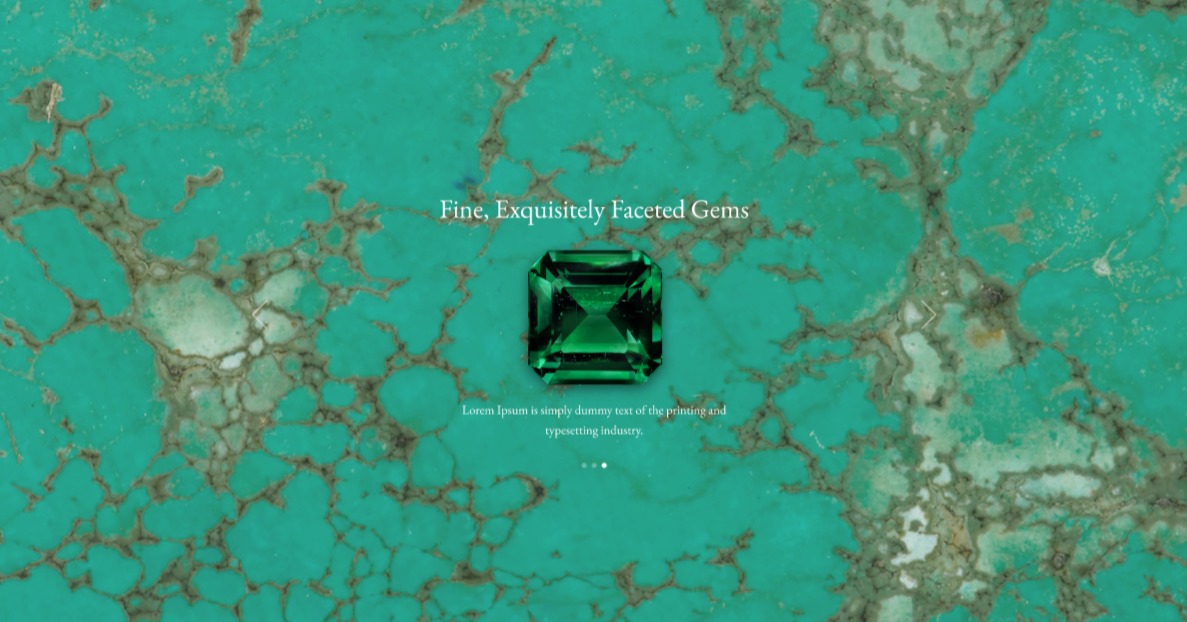 Fine, Exquisitely Faceted Gems
Lorem Ipsum is simply dummy text of the printing and
typesetting industry.